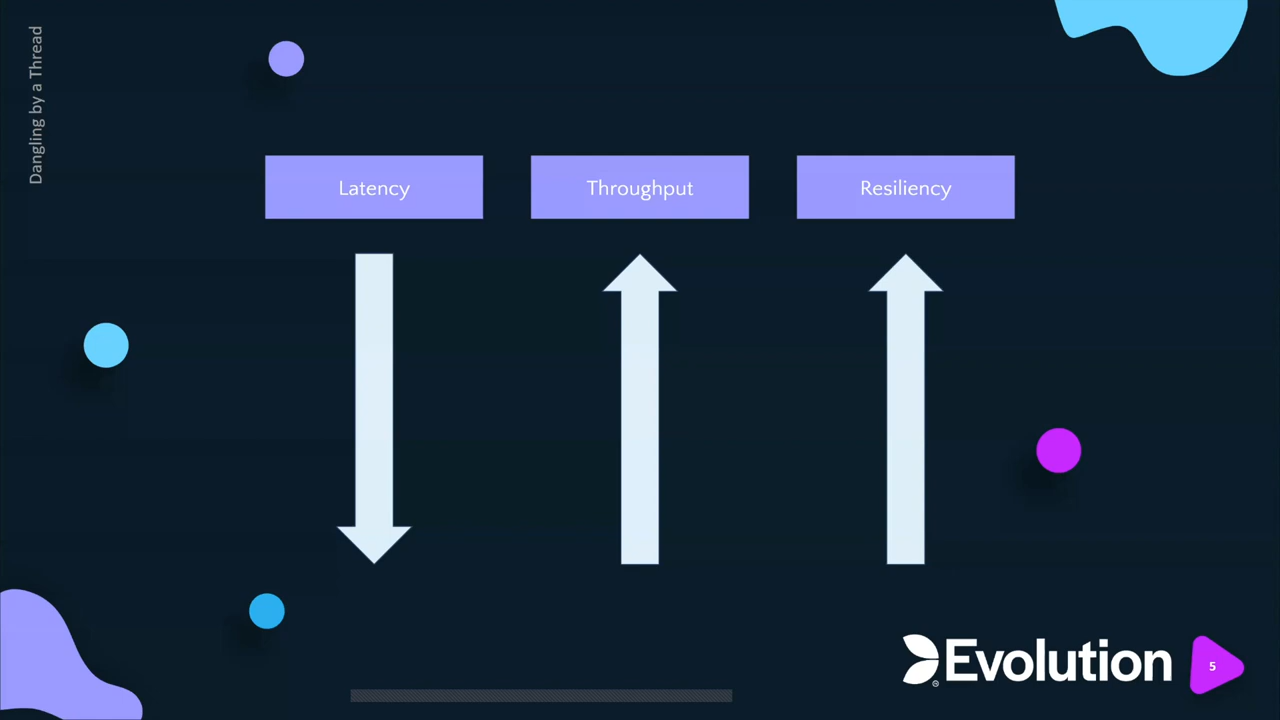 Dangling by a Thread
Latency
Throughput
Resiliency
Evolution
5